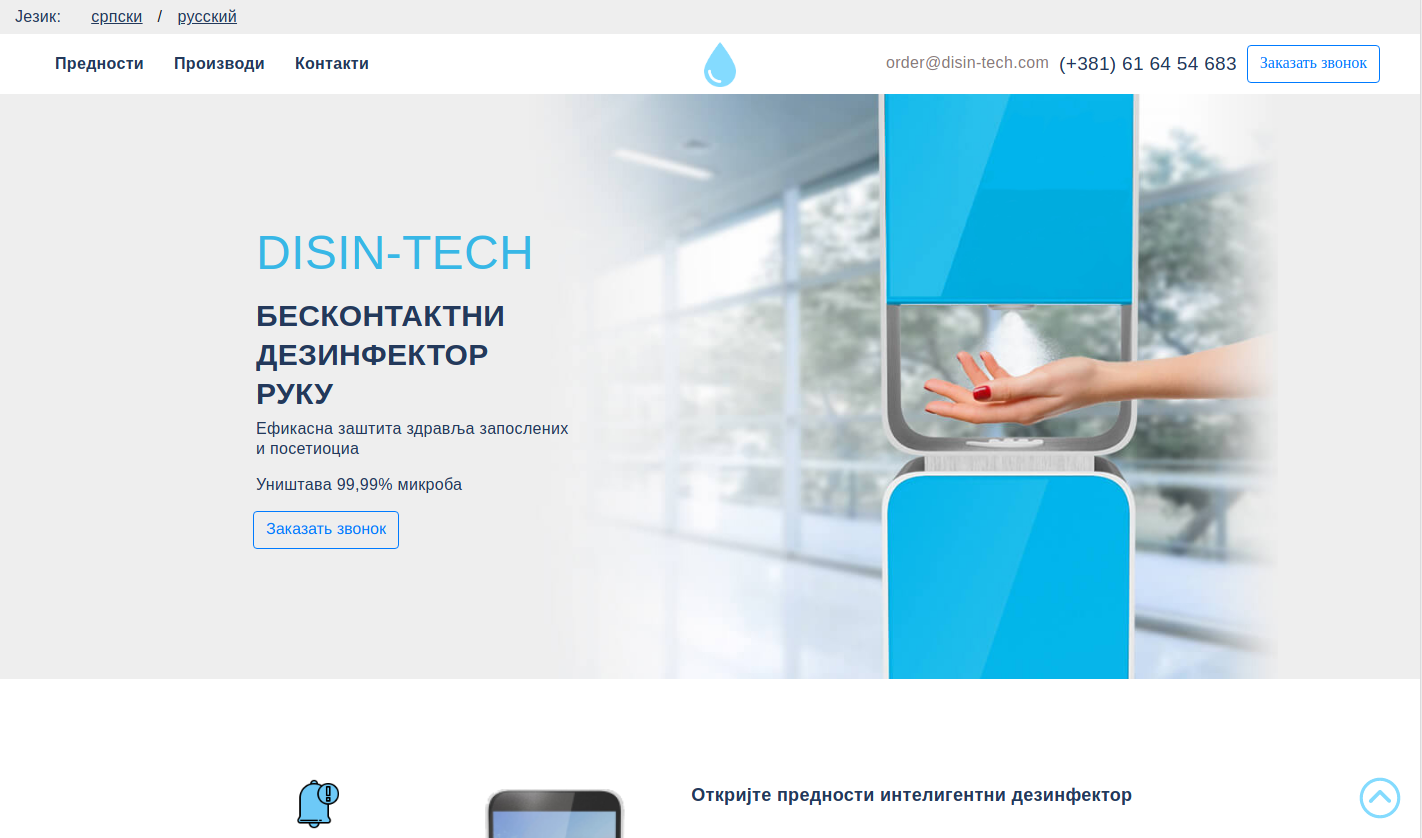 Језик: српски / русский
Предности Производи Контакти order@disin-tech.com (+381) 61 64 54 683 Заказать звонок
DISIN-TECH
БЕСКОНТАКТНИ
ДЕЗИНФЕКТОР
РУКУ
Ефикасна заштита здравља запослених
и посетиоциа
Уништава 99,99% микроба
Заказать звонок
Откријте предности интелигентни дезинфектор